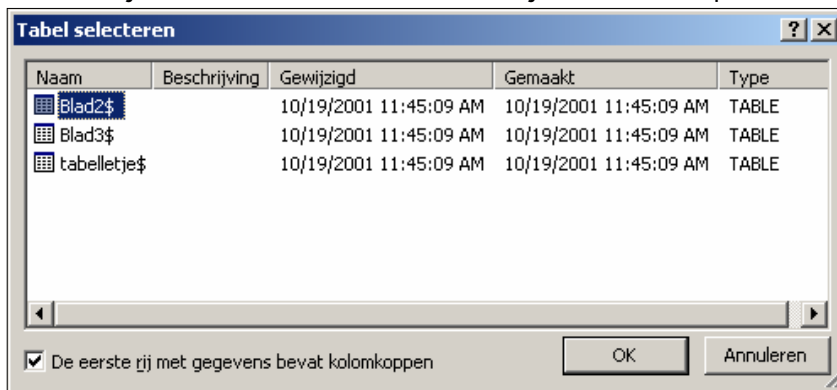 Tabel selecteren
Naam Beschrijving Gewijzigd Gemaakt Type
Blad2$ 10/19/2001 11:45:09 AM 10/19/2001 11:45:09 AM TABLE
Blad3$ 10/19/2001 11:45:09 AM 10/19/2001 11:45:09 AM TABLE
tabelletje$ 10/19/2001 11:45:09 AM 10/19/2001 11:45:09 AM TABLE
De eerste rij met gegevens bevat kolomkoppen OK Annuleren